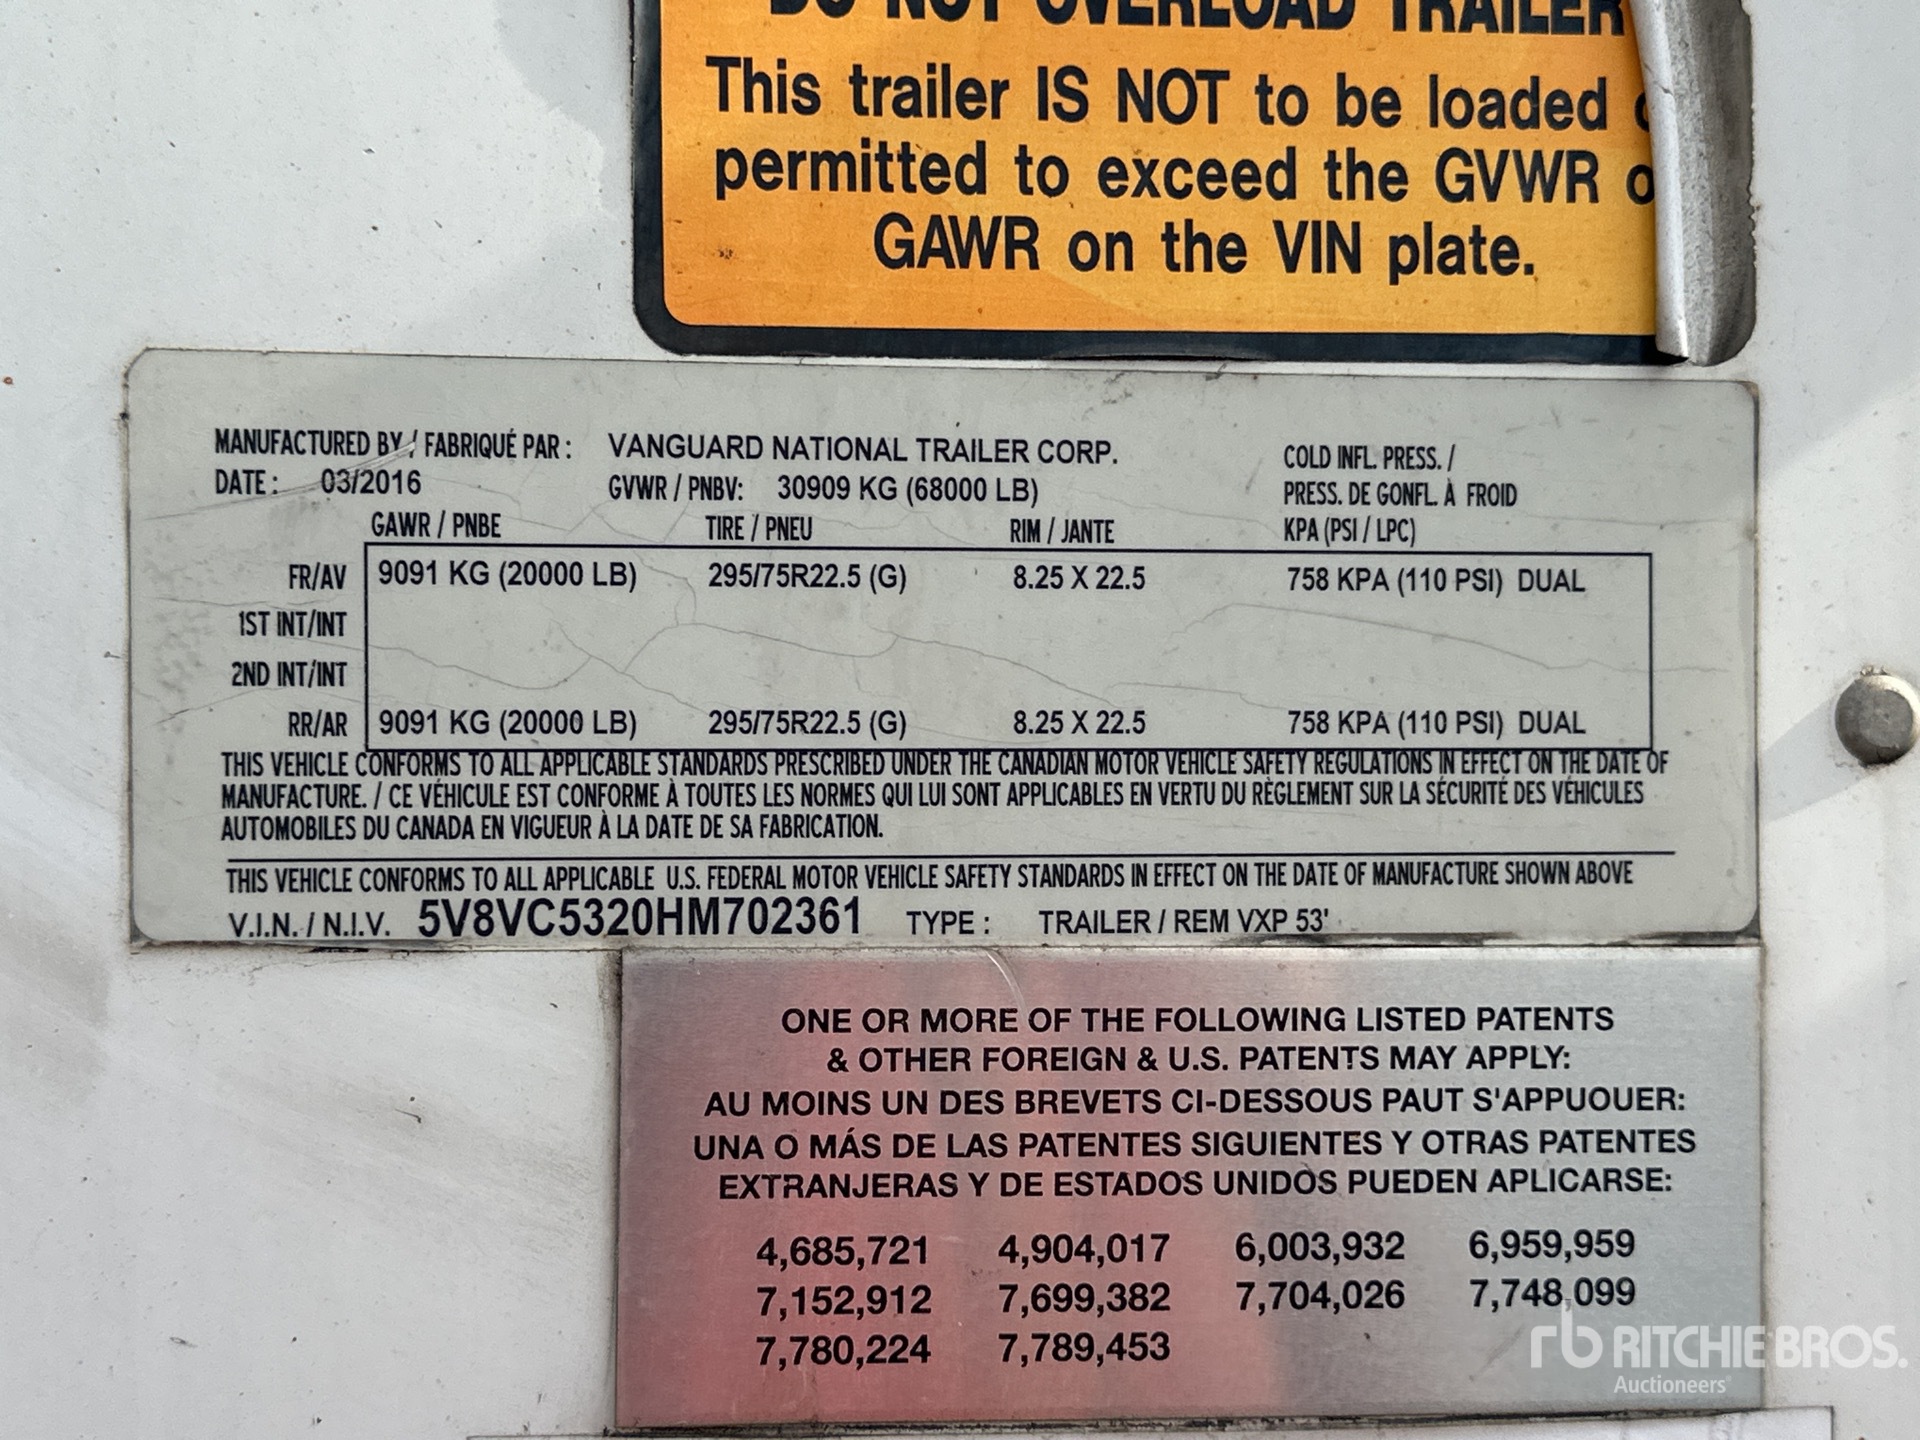 DO NOT OVERLOAD TRAILER
This trailer IS NOT to be loaded
permitted to exceed the GVWR
GAWR on the VIN plate.
MANUFACTURED BY / FABRIQUÉ PAR : VANGUARD NATIONAL TRAILER CORP.
DATE : 03/2016 GVWR / PNBV: 30909 KG (68000 LB)
COLD INFL. PRESS. /
PRESS. DE GONFL. À FROID
GAWR / PNBE TIRE / PNEU RIM / JANTE KPA (PSI / LPC)
FR/AV 9091 KG (20000 LB) 295/75R22.5 (G) 8.25 X 22.5 758 KPA (110 PSI) DUAL
1ST INT/INT
2ND INT/INT
RR/AR 9091 KG (20000 LB) 295/75R22.5 (G) 8.25 X 22.5 758 KPA (110 PSI) DUAL
THIS VEHICLE CONFORMS TO ALL APPLICABLE STANDARDS PRESCRIBED UNDER THE CANADIAN MOTOR VEHICLE SAFETY REGULATIONS IN EFFECT ON THE DATE OF
MANUFACTURE. / CE VÉHICULE EST CONFORME À TOUTES LES NORMES QUI LUI SONT APPLICABLES EN VERTU DU RÈGLEMENT SUR LA SÉCURITÉ DES VÉHICULES
AUTOMOBILES DU CANADA EN VIGUEUR À LA DATE DE SA FABRICATION.
THIS VEHICLE CONFORMS TO ALL APPLICABLE U.S. FEDERAL MOTOR VEHICLE SAFETY STANDARDS IN EFFECT ON THE DATE OF MANUFACTURE SHOWN ABOVE
V.I.N. / N.I.V. 5V8VC5320HM702361 TYPE : TRAILER / REM VXP 53'
ONE OR MORE OF THE FOLLOWING LISTED PATENTS
& OTHER FOREIGN & U.S. PATENTS MAY APPLY:
AU MOINS UN DES BREVETS CI-DESSOUS PAUT S'APPUOUER:
UNA O MÁS DE LAS PATENTES SIGUIENTES Y OTRAS PATENTES
EXTRANJERAS Y DE ESTADOS UNIDOS PUEDEN APLICARSE:
4,685,721 4,904,017 6,003,932 6,959,959
7,152,912 7,699,382 7,704,026 7,748,099
7,780,224 7,789,453
rb RITCHIE BROS.
Auctioneers